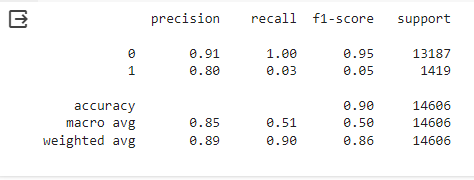 precision recall f1-score support
0 0.91 1.00 0.95 13187
1 0.80 0.03 0.05 1419
accuracy 0.90 14606
macro avg 0.85 0.51 0.50 14606
weighted avg 0.89 0.90 0.86 14606